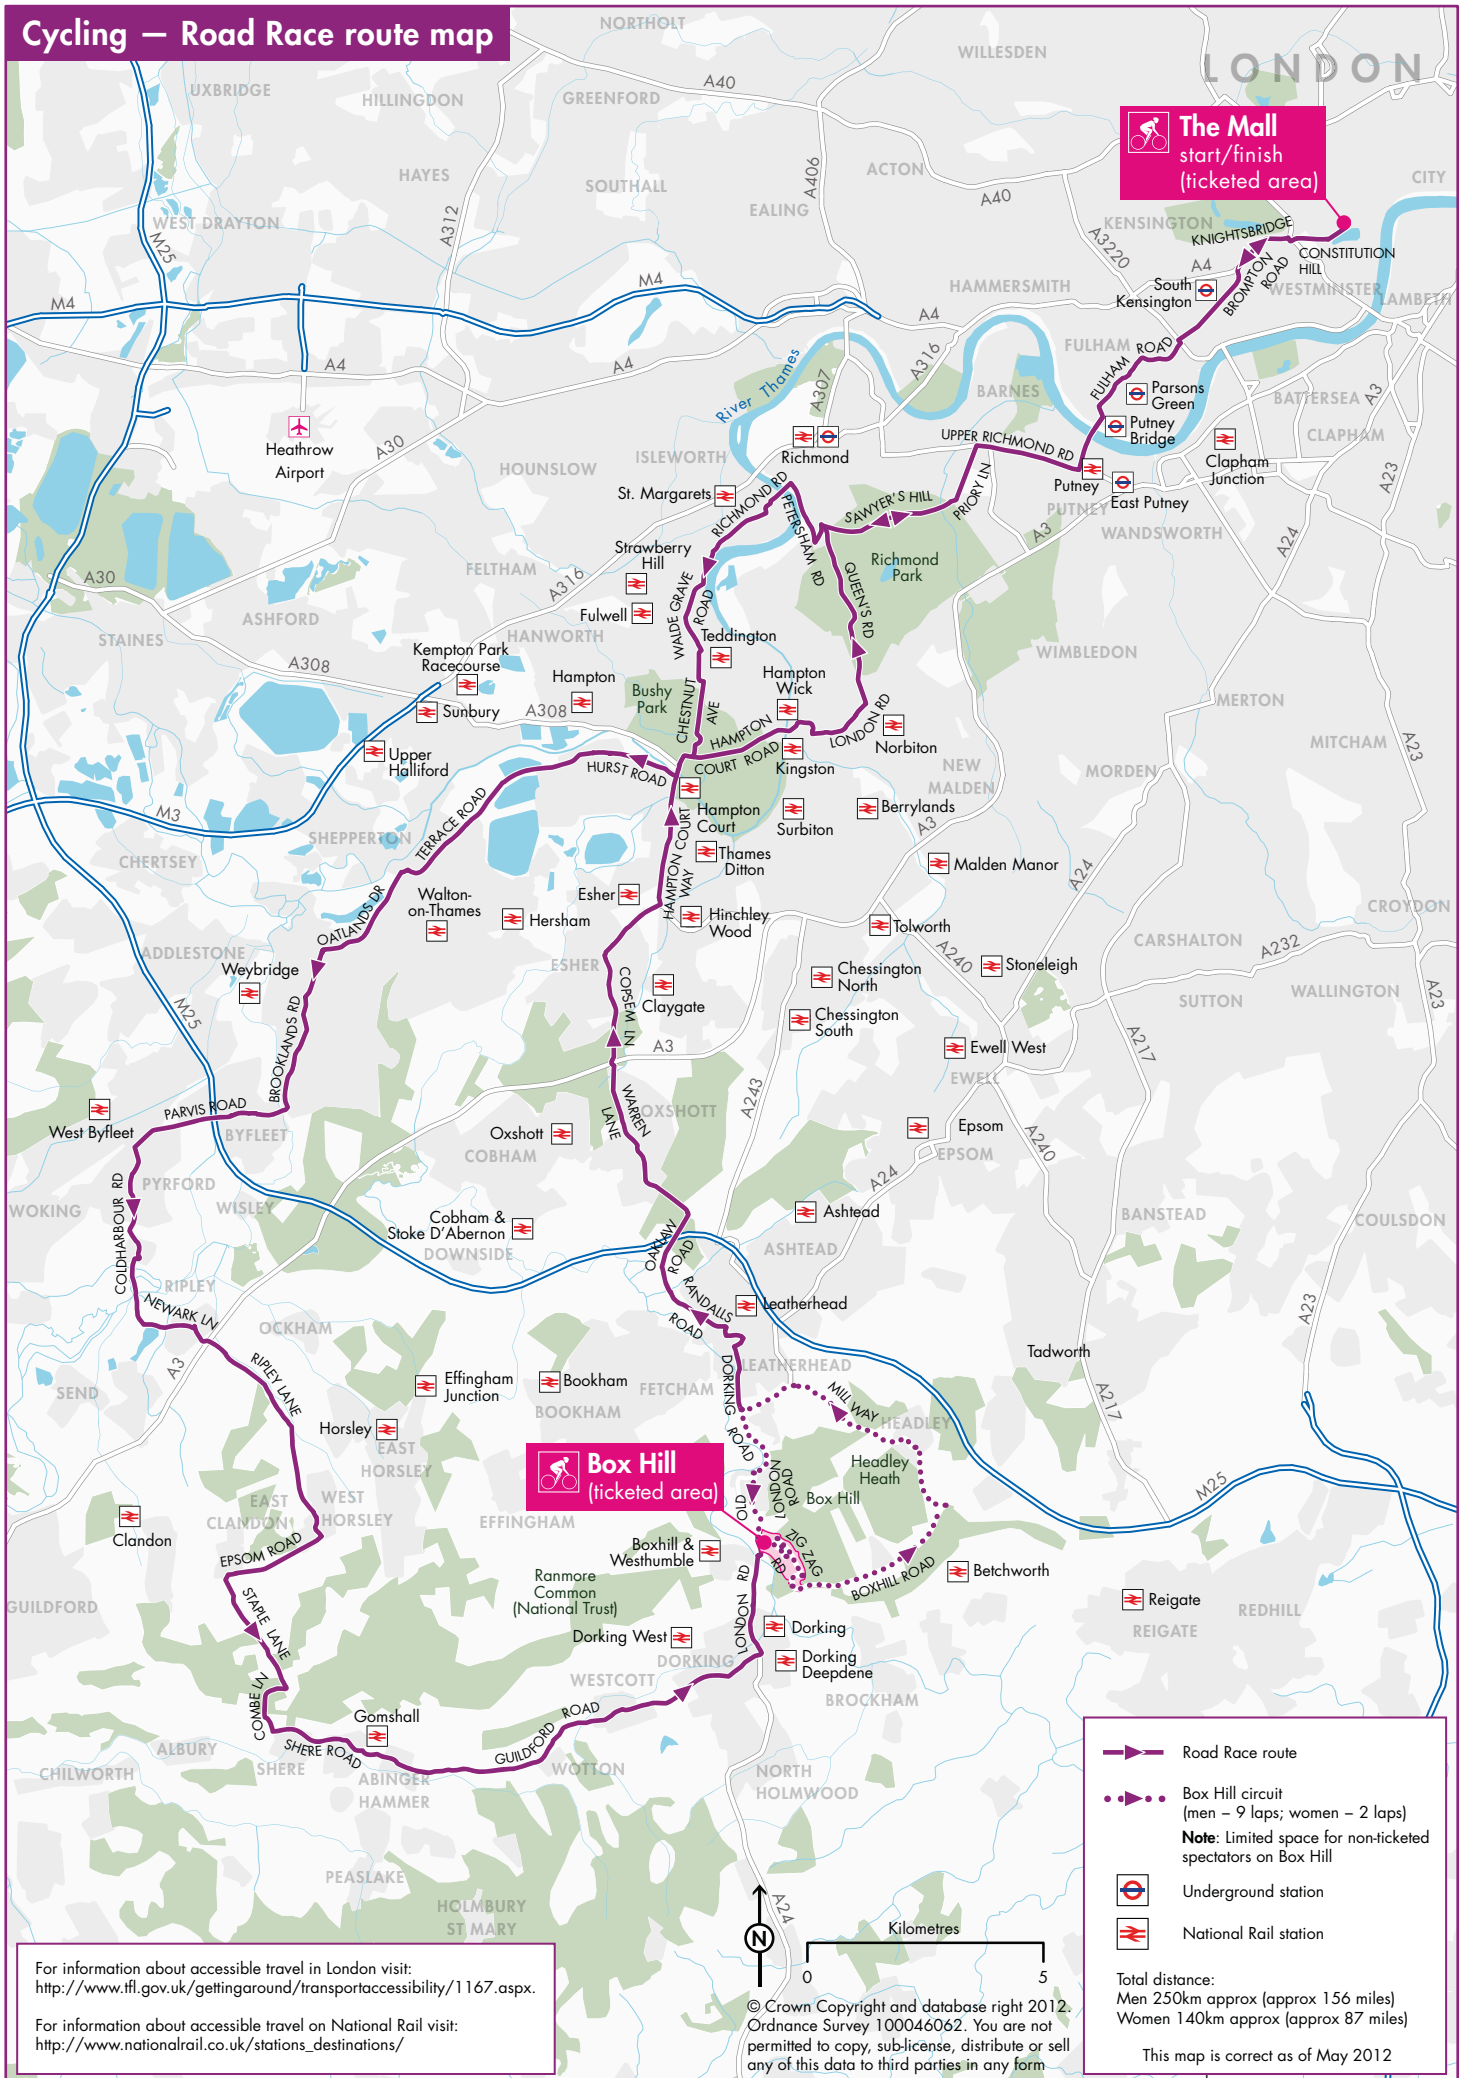 Cycling — Road Race route map
NORTHOLT
WILLESDEN
LONDON
UXBRIDGE
HILLINGDON
GREENFORD
A40
The Mall
start/finish
(ticketed area)
HAYES
SOUTHALL
A406
ACTON
A40
CITY
A312
EALING
WEST DRAYTON
M25
KENSINGTON
KNIGHTSBRIDGE
A3220
CONSTITUTION
HILL
A4
BROMPTON
ROAD
South
Kensington
WESTMINSTER
LAMBETH
M4
M4
HAMMERSMITH
A4
FULHAM
FULHAM ROAD
A4
A4
A316
River Thames
A307
BARNES
Parsons
Green
BATTERSEA
A3
Putney
Bridge
CLAPHAM
Heathrow
Airport
A30
HOUNSLOW
ISLEWORTH
Richmond
UPPER RICHMOND RD
Clapham
Junction
A23
St. Margarets
RICHMOND RD
PETERSHAM RD
SAWYER'S HILL
PRIORY LN
Putney
East Putney
PUTNEY
A3
WANDSWORTH
A24
Strawberry
Hill
FELTHAM
A316
Richmond
Park
QUEEN'S RD
A30
ASHFORD
Fulwell
WALDE GRAVE
ROAD
STAINES
HANWORTH
Teddington
WIMBLEDON
A308
Kempton Park
Racecourse
Hampton
Bushy
Park
Hampton
Wick
CHESTNUT
AVE
MERTON
Sunbury
A308
HAMPTON
COURT ROAD
LONDON RD
Norbiton
Upper
Halliford
HURST ROAD
Kingston
NEW
MALDEN
MORDEN
MITCHAM
A23
M3
SHEPPERTON
TERRACE ROAD
Hampton
Court
Surbiton
Berrylands
A3
CHERTSEY
HAMPTON COURT
WAY
Thames
Ditton
Malden Manor
A24
Walton-
on-Thames
Esher
Hersham
Hinchley
Wood
Tolworth
CROYDON
OATLANDS DR
ADDLESTONE
Weybridge
ESHER
COPSEM LN
Claygate
Chessington
North
A240
Stoneleigh
CARSHALTON
A232
SUTTON
WALLINGTON
A23
M25
BROOKLANDS RD
Chessington
South
A3
Ewell West
EWELL
A217
PARVIS ROAD
West Byfleet
BYFLEET
WARREN
LANE
OXSHOTT
A243
Oxshott
COBHAM
Epsom
EPSOM
A240
A24
PYRFORD
COLDHARBOUR RD
WOKING
WISLEY
Cobham &
Stoke D'Abernon
DOWNSIDE
Ashtead
ASHTEAD
BANSTEAD
COULSDON
OAKLAW
ROAD
RIPLEY
NEWARK LN
OCKHAM
RANDALLS
ROAD
Leatherhead
A23
A3
RIPLEY LANE
DORKING ROAD
LEATHERHEAD
Tadworth
SEND
Effingham
Junction
Bookham
BOOKHAM
FETCHAM
MILL WAY
HEADLEY
A217
Horsley
EAST
HORSLEY
Box Hill
(ticketed area)
OLD
LONDON
ROAD
Headley
Heath
Box Hill
M25
EAST
CLANDON
WEST
HORSLEY
EFFINGHAM
Clandon
EPSOM ROAD
Boxhill &
Westhumble
ZIG ZAG
RD
BOXHILL ROAD
Betchworth
Ranmore
Common
(National Trust)
GUILDFORD
STAPLE LANE
LONDON RD
Dorking
Reigate
REDHILL
REIGATE
Dorking West
DORKING
Dorking
Deepdene
WESTCOTT
BROCKHAM
COMBE LN
Gomshall
GUILDFORD ROAD
ALBURY
CHILWORTH
SHERE ROAD
SHERE
ABINGER
HAMMER
WOTTON
NORTH
HOLMWOOD
PEASLAKE
HOLMBURY
ST MARY
A24
N
Kilometres
0 5
Road Race route
Box Hill circuit
(men – 9 laps; women – 2 laps)
Note: Limited space for non-ticketed
spectators on Box Hill
Underground station
National Rail station
Total distance:
Men 250km approx (approx 156 miles)
Women 140km approx (approx 87 miles)
This map is correct as of May 2012
For information about accessible travel in London visit:
http://www.tfl.gov.uk/gettingaround/transportaccessibility/1167.aspx.
For information about accessible travel on National Rail visit:
http://www.nationalrail.co.uk/stations_destinations/
© Crown Copyright and database right 2012.
Ordnance Survey 100046062. You are not
permitted to copy, sub-license, distribute or sell
any of this data to third parties in any form